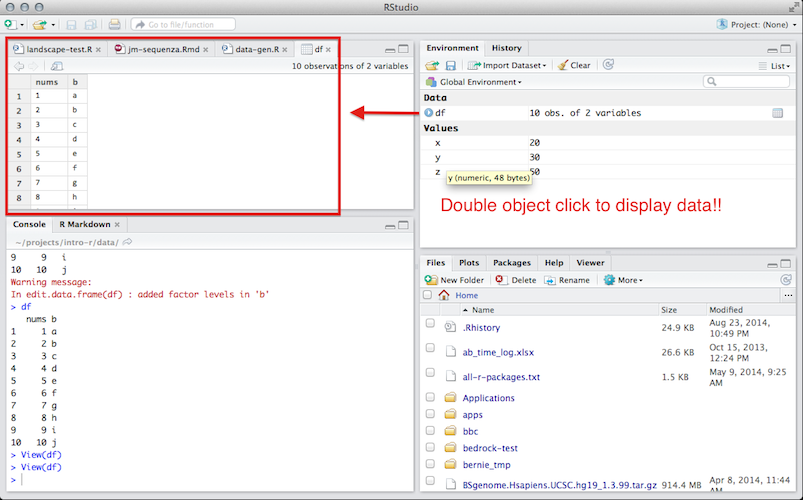 RStudio
Go to file/function
Project: (None)
landscape-test.R
jm-sequenza.Rmd
data-gen.R
df
10 observations of 2 variables
nums b
1 1 a
2 2 b
3 3 c
4 4 d
5 5 e
6 6 f
7 7 g
8 8 h
Environment History
Import Dataset
Clear
List
Global Environment
Data
df 10 obs. of 2 variables
Values
x 20
y 30
z 50
y (numeric, 48 bytes)
Double object click to display data!!
Console R Markdown
~/projects/intro-r/data/
9 9 i
10 10 j
Warning message:
In edit.data.frame(df) : added factor levels in 'b'
> df
nums b
1 1 a
2 2 b
3 3 c
4 4 d
5 5 e
6 6 f
7 7 g
8 8 h
9 9 i
10 10 j
> View(df)
> View(df)
>
Files Plots Packages Help Viewer
New Folder Delete Rename More
Home
Name Size Modified
.Rhistory 24.9 KB Aug 23, 2014, 10:49 PM
ab_time_log.xlsx 26.6 KB Oct 15, 2013, 12:24 PM
all-r-packages.txt 1.5 KB May 9, 2014, 9:25 AM
Applications
apps
bbc
bedrock-test
bernie_tmp
BSgenome.Hsapiens.UCSC.hg19_1.3.99.tar.gz 914.4 MB Apr 8, 2014, 11:44